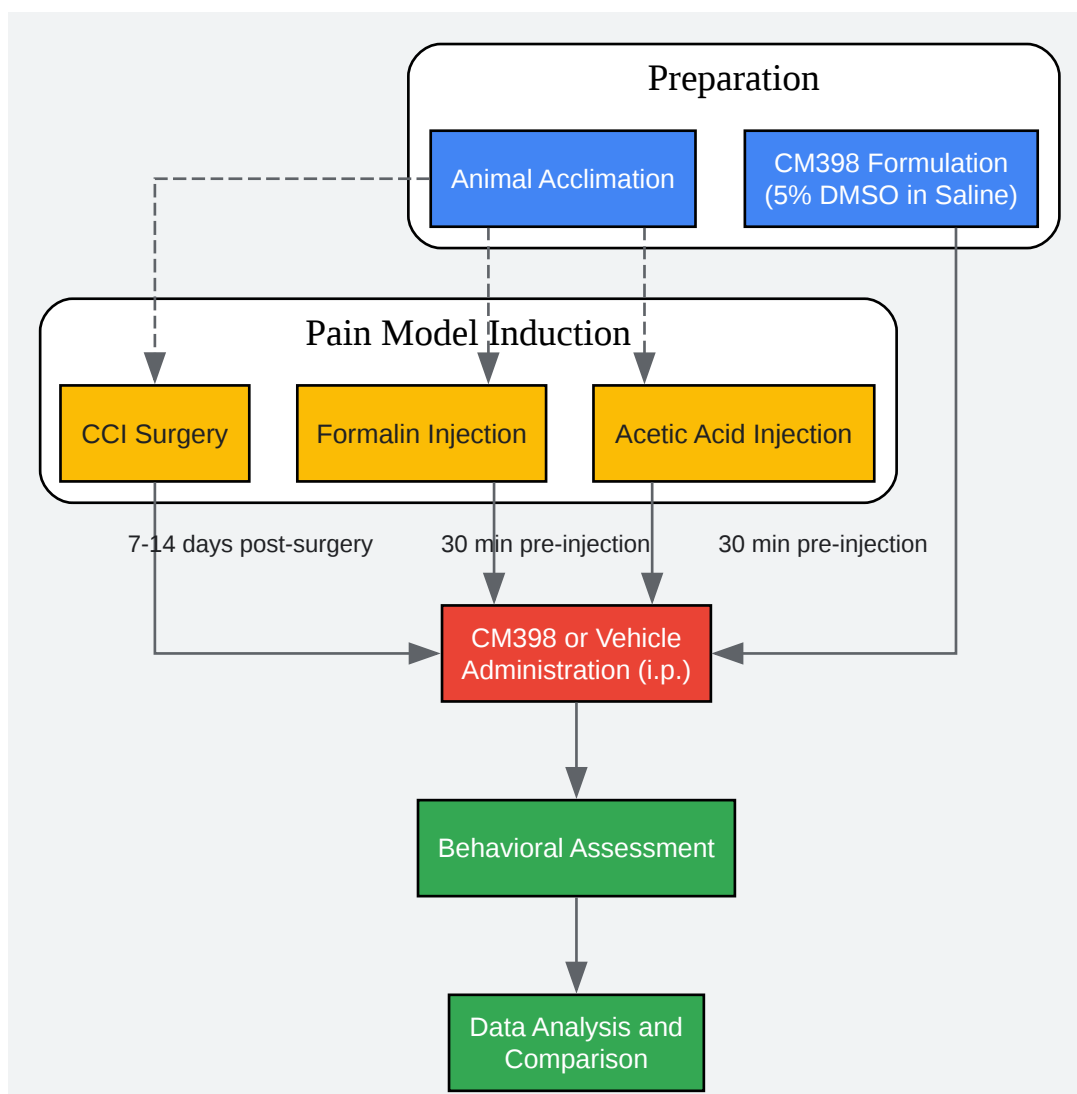 Preparation
Animal Acclimation
CM398 Formulation
(5% DMSO in Saline)
Pain Model Induction
CCI Surgery
Formalin Injection
Acetic Acid Injection
7-14 days post-surgery
30 min pre-injection
30 min pre-injection
CM398 or Vehicle
Administration (i.p.)
Behavioral Assessment
Data Analysis and
Comparison